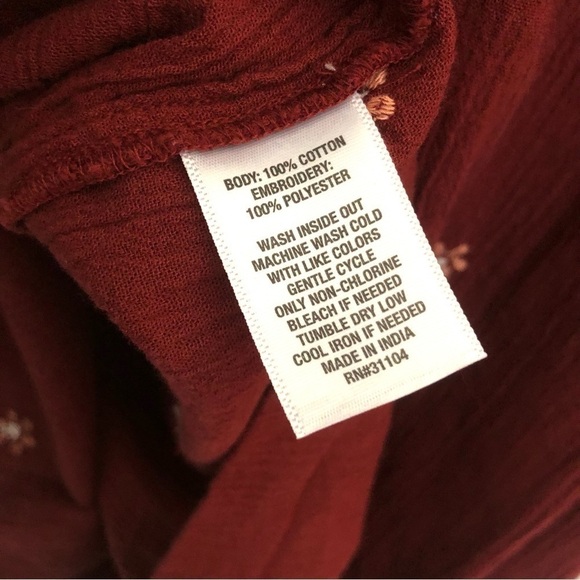 BODY: 100% COTTON
EMBROIDERY:
100% POLYESTER
WASH INSIDE OUT
MACHINE WASH COLD
WITH LIKE COLORS
GENTLE CYCLE
ONLY NON-CHLORINE
BLEACH IF NEEDED
TUMBLE DRY LOW
COOL IRON IF NEEDED
MADE IN INDIA
RN#31104